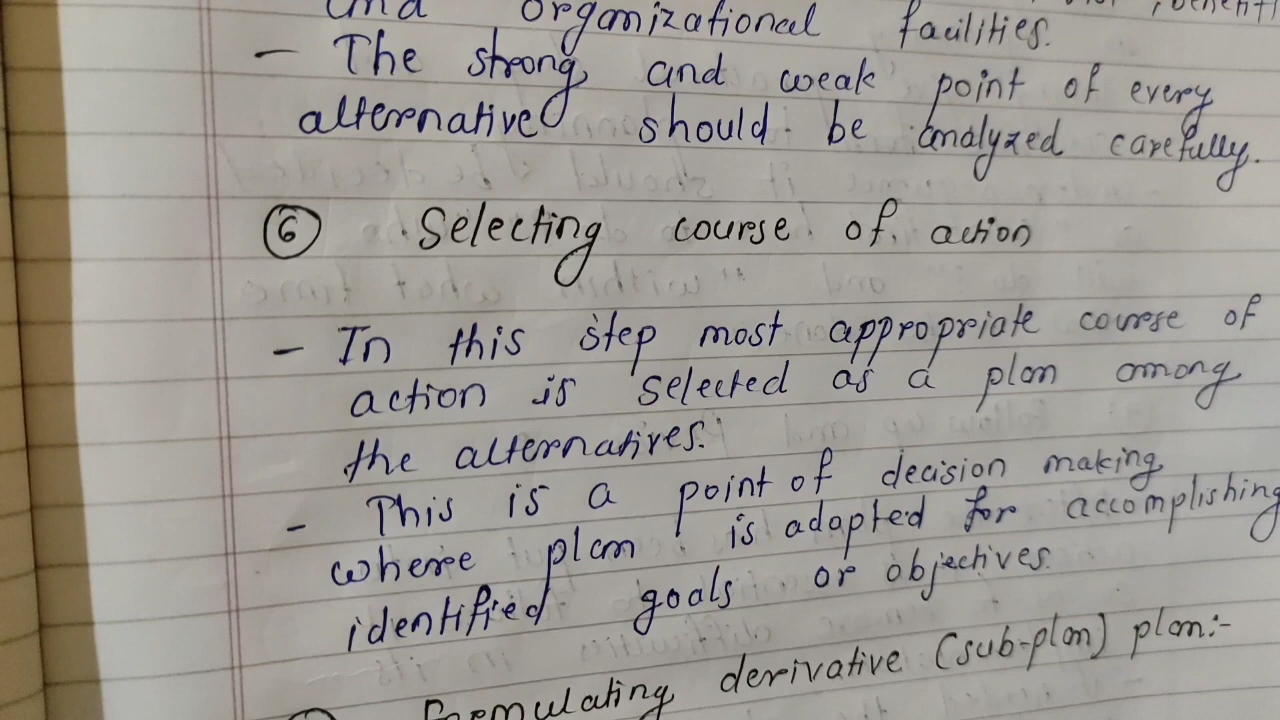 and organizational facilities.
- The strong and weak point of every
alternative should be analyzed carefully.
⑥ Selecting course of action
- In this step most appropriate course of
action is selected as a plan among
the alternatives.
- This is a point of decision making
where plan is adapted for accomplishing
identified goals or objectives.
Formulating derivative (sub-plan) plan:-